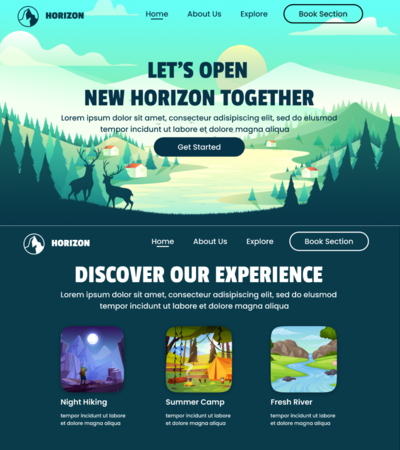 HORIZON
Home
About Us
Explore
Book Section
LET'S OPEN
NEW HORIZON TOGETHER
Lorem ipsum dolor sit amet, consectetur adisipiscing elit, sed do eiusmod
tempor incidunt ut labore et dolore magna aliqua
Get Started
HORIZON
Home
About Us
Explore
Book Section
DISCOVER OUR EXPERIENCE
Lorem ipsum dolor sit amet, consectetur adisipiscing elit, sed do eiusmod
tempor incidunt ut labore et dolore magna aliqua
Night Hiking
tempor incidunt ut labore
et dolore magna aliqua
Summer Camp
tempor incidunt ut labore
et dolore magna aliqua
Fresh River
tempor incidunt ut labore
et dolore magna aliqua